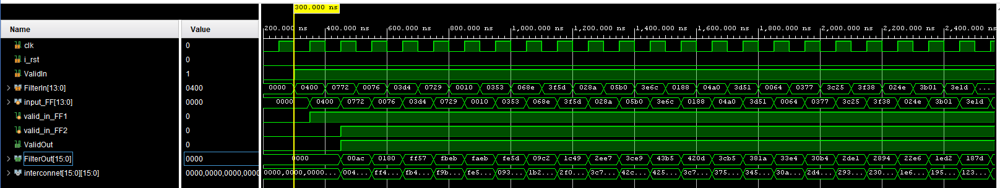 300.000 ns
Name Value
200.000 ns 400.000 ns 600.000 ns 800.000 ns 1,000.000 ns 1,200.000 ns 1,400.000 ns 1,600.000 ns 1,800.000 ns 2,000.000 ns 2,200.000 ns 2,400.000 ns
clk 0
i_rst 0
ValidIn 1
FilterIn[13:0] 0400 0000 0400 0772 0076 03d4 0729 0010 0353 068e 3f5d 028a 05b0 3e6c 0188 04a0 3d51 0064 0377 3c25 3f38 024e 3b01 3e1d ...
input_FF[13:0] 0000 0000 0400 0772 0076 03d4 0729 0010 0353 068e 3f5d 028a 05b0 3e6c 0188 04a0 3d51 0064 0377 3c25 3f38 024e 3b01 3e1d
valid_in_FF1 0
valid_in_FF2 0
ValidOut 0
FilterOut[15:0] 0000 0000 00ac 0180 ff57 fbeb faeb fe5d 09c2 1c49 2ee7 3ce9 43b5 420d 3cb5 381a 33e4 30b4 2de1 2894 22e6 1ed2 187d
interconnet[15:0][15:0] 0000,0000,0000,0000 0000,0000,0000... 004... ff4... fb4... f9b... fe5... 093... 1b2... 2f0... 3c7... 42c... 425... 3c7... 375... 345... 30a... 2d4... 293... 230... 1e6... 195... 123...